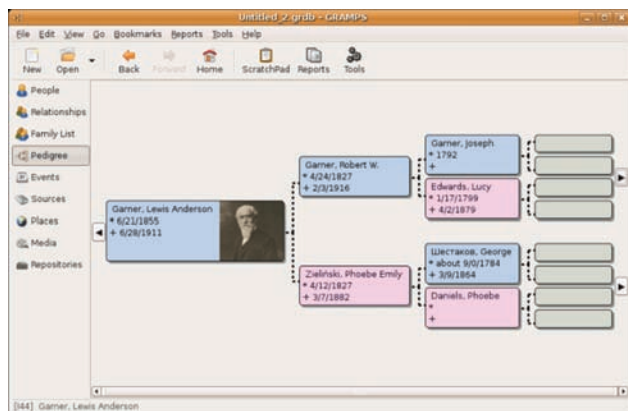 Untitled_2.grdb - GRAMPS
File Edit View Go Bookmarks Reports Tools Help
New Open Back Forward Home ScratchPad Reports Tools
People
Relationships
Family List
Pedigree
Events
Sources
Places
Media
Repositories
Garner, Lewis Anderson
* 6/21/1855
+ 6/28/1911
Garner, Robert W.
* 4/24/1827
+ 2/3/1916
Zieliński, Phoebe Emily
* 4/12/1827
+ 3/7/1882
Garner, Joseph
* 1792
+
Edwards, Lucy
* 1/17/1799
+ 4/2/1879
Шестаков, George
* about 9/0/1784
+ 3/9/1864
Daniels, Phoebe
*
+
[I44] Garner, Lewis Anderson